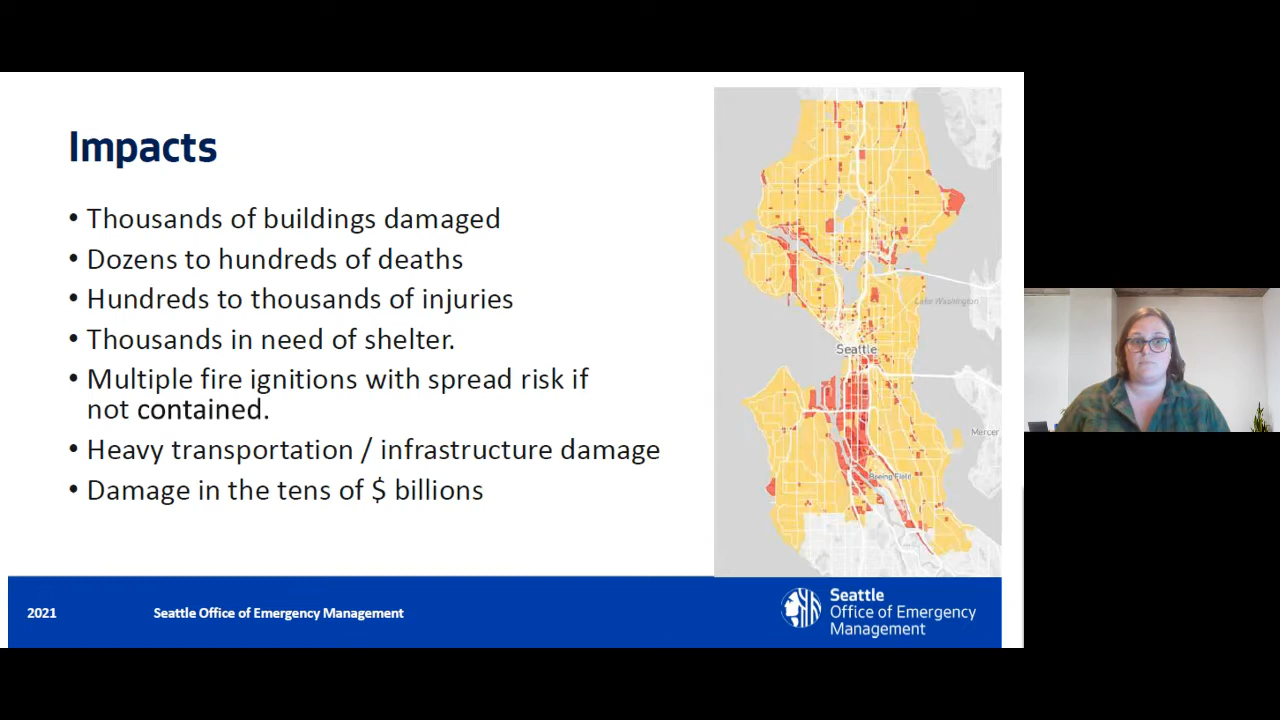 Impacts
• Thousands of buildings damaged
• Dozens to hundreds of deaths
• Hundreds to thousands of injuries
• Thousands in need of shelter.
• Multiple fire ignitions with spread risk if
not contained.
• Heavy transportation / infrastructure damage
• Damage in the tens of $ billions
Lake Washington
Seattle
Mercer
Boeing Field
2021
Seattle Office of Emergency Management
Seattle
Office of Emergency
Management